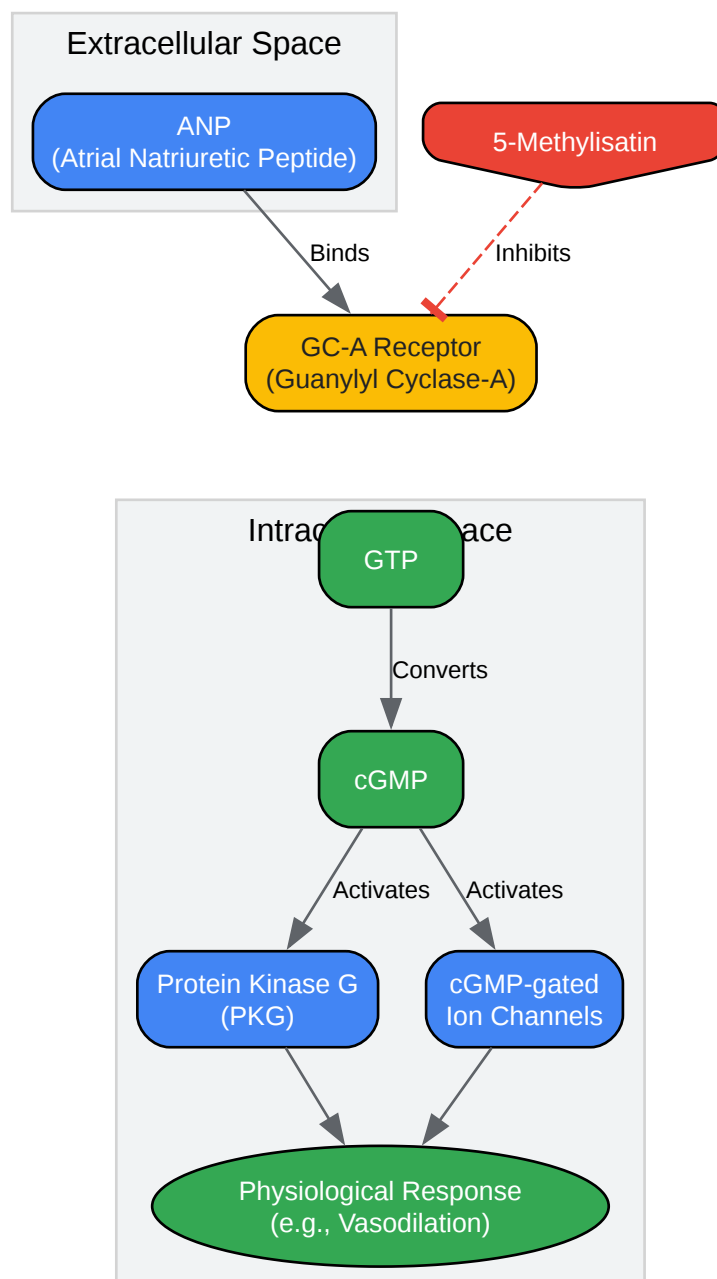 Extracellular Space
ANP
(Atrial Natriuretic Peptide)
5-Methylisatin
Binds
Inhibits
GC-A Receptor
(Guanylyl Cyclase-A)
Intrac
ace
GTP
Converts
cGMP
Activates
Activates
Protein Kinase G
(PKG)
cGMP-gated
Ion Channels
Physiological Response
(e.g., Vasodilation)